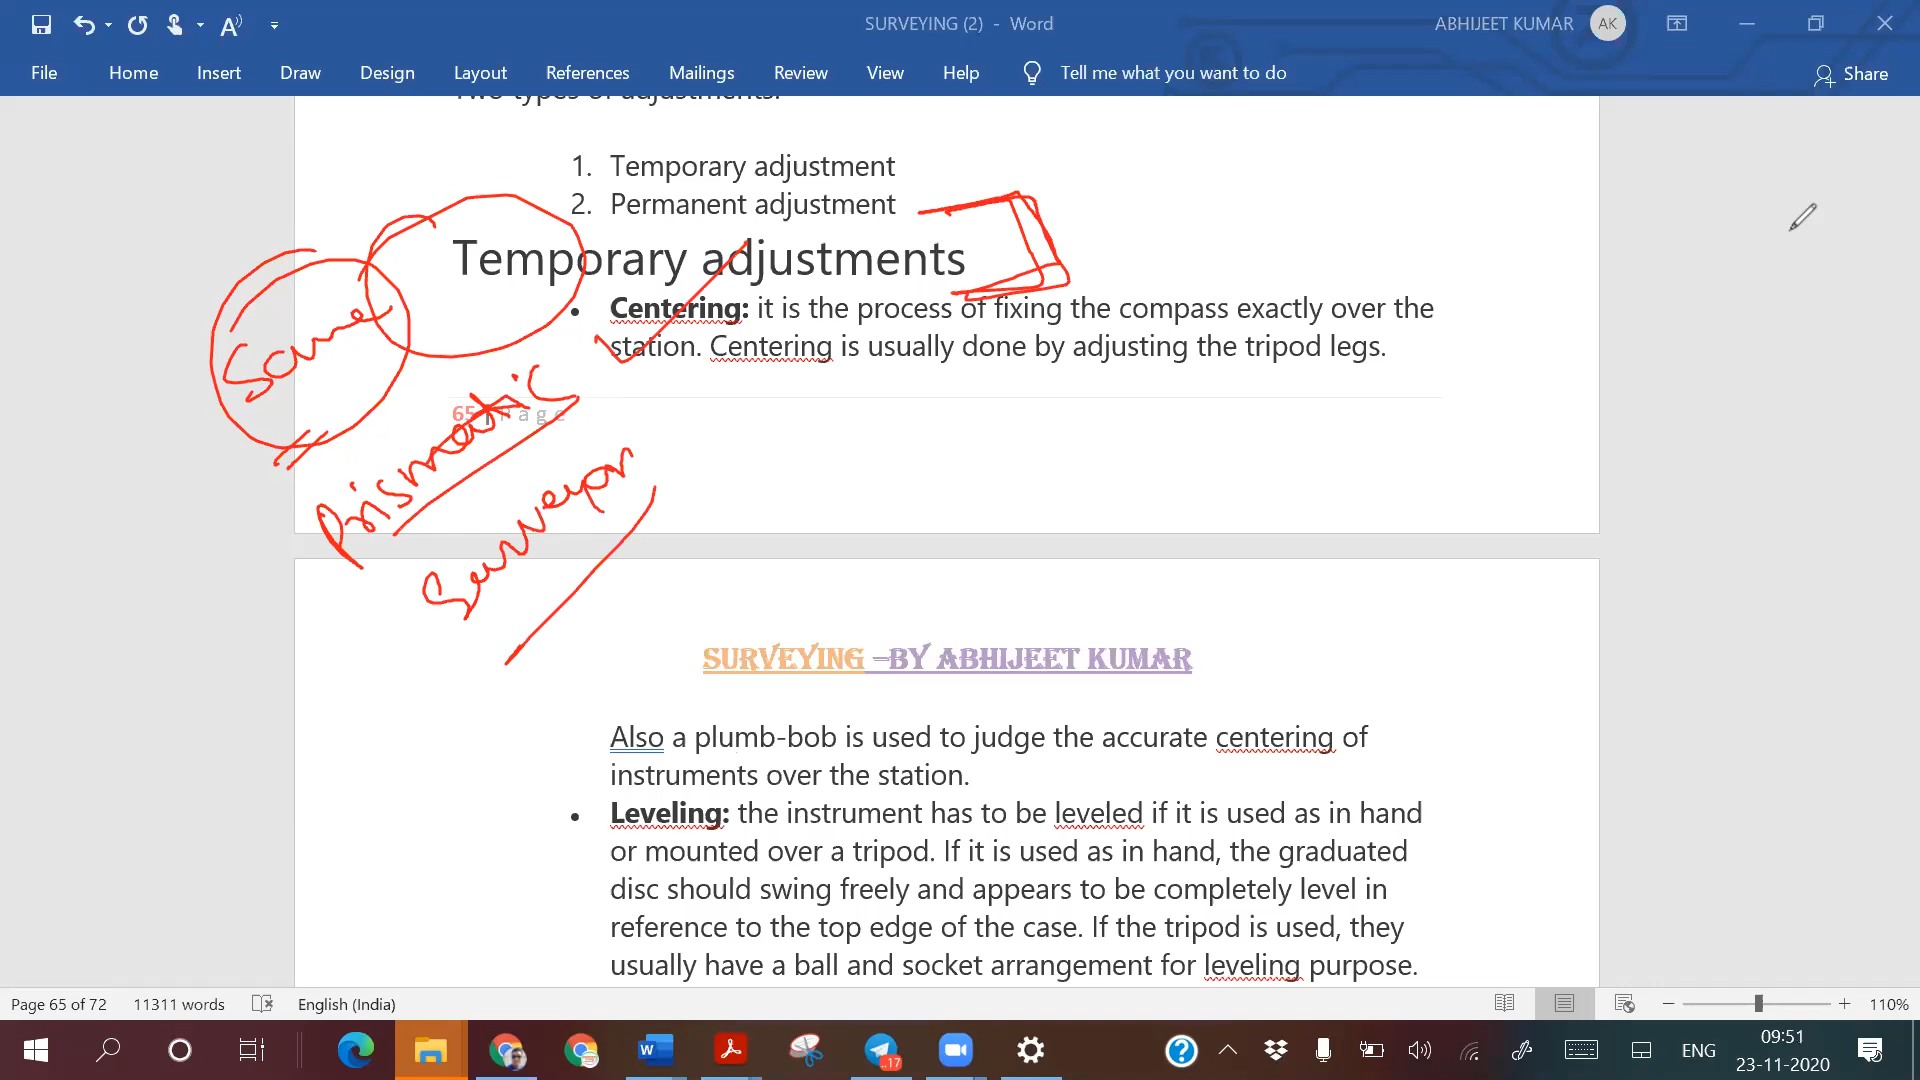 SURVEYING (2) - Word
ABHIJEET KUMAR
AK
File Home Insert Draw Design Layout References Mailings Review View Help Tell me what you want to do
Share
Two types of adjustments:
1. Temporary adjustment
2. Permanent adjustment
Temporary adjustments
• Centering: it is the process of fixing the compass exactly over the
station. Centering is usually done by adjusting the tripod legs.
Same
65 | Page
Prismatic
Surveyor
SURVEYING –BY ABHIJEET KUMAR
Also a plumb-bob is used to judge the accurate centering of
instruments over the station.
• Leveling: the instrument has to be leveled if it is used as in hand
or mounted over a tripod. If it is used as in hand, the graduated
disc should swing freely and appears to be completely level in
reference to the top edge of the case. If the tripod is used, they
usually have a ball and socket arrangement for leveling purpose.
Page 65 of 72 11311 words English (India)
110%
..17
ENG
09:51
23-11-2020